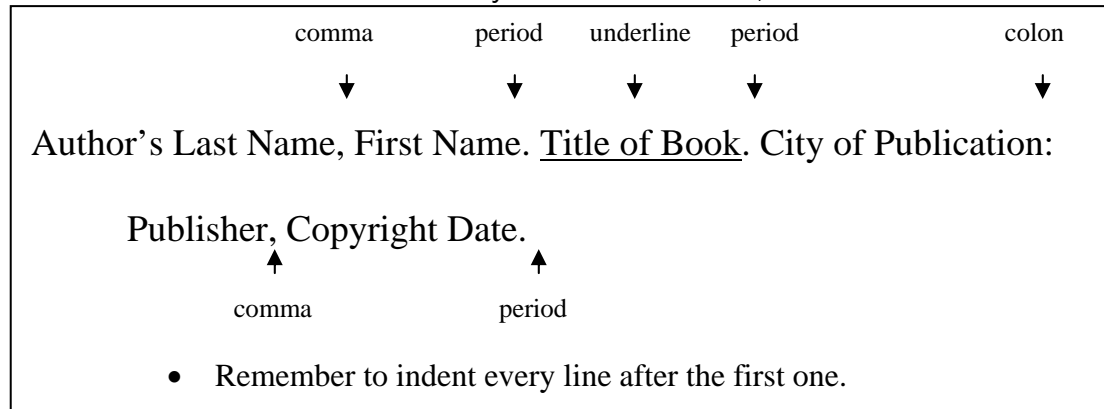 comma period underline period colon
Author’s Last Name, First Name. Title of Book. City of Publication:
Publisher, Copyright Date.
comma period
• Remember to indent every line after the first one.